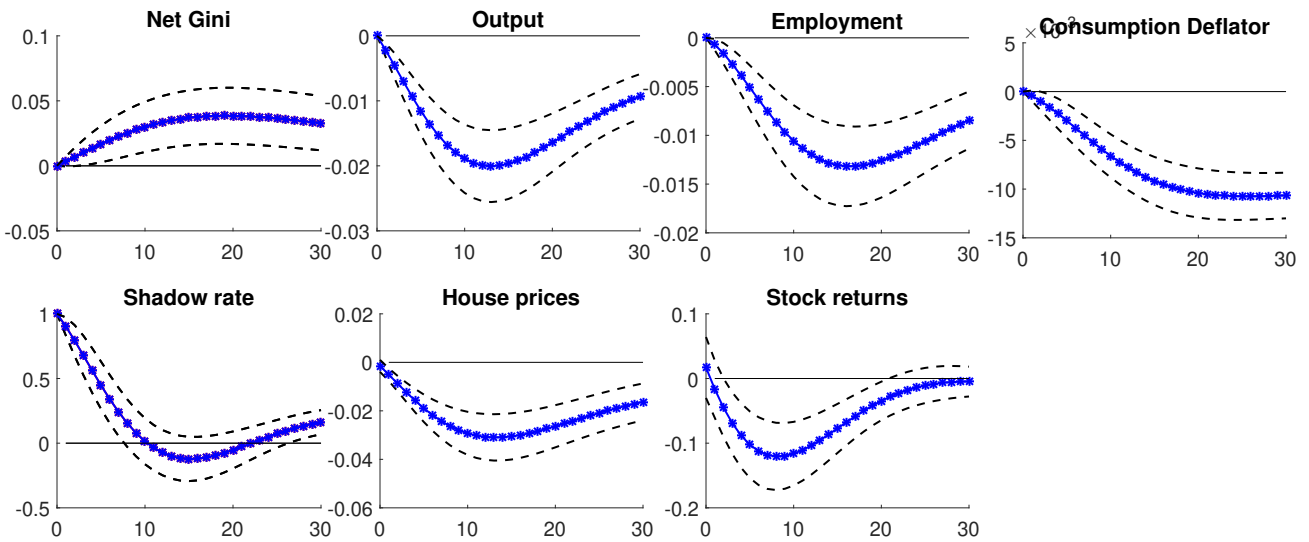 Net Gini
0.1
0.05
0
-0.05
0 10 20 30
Output
0
-0.01
-0.02
-0.03
0 10 20 30
Employment
0
-0.005
-0.01
-0.015
-0.02
0 10 20 30
Consumption Deflator
×10-3
5
0
-5
-10
-15
0 10 20 30
Shadow rate
1
0.5
0
-0.5
0 10 20 30
House prices
0.02
0
-0.02
-0.04
-0.06
0 10 20 30
Stock returns
0.1
0
-0.1
-0.2
0 10 20 30